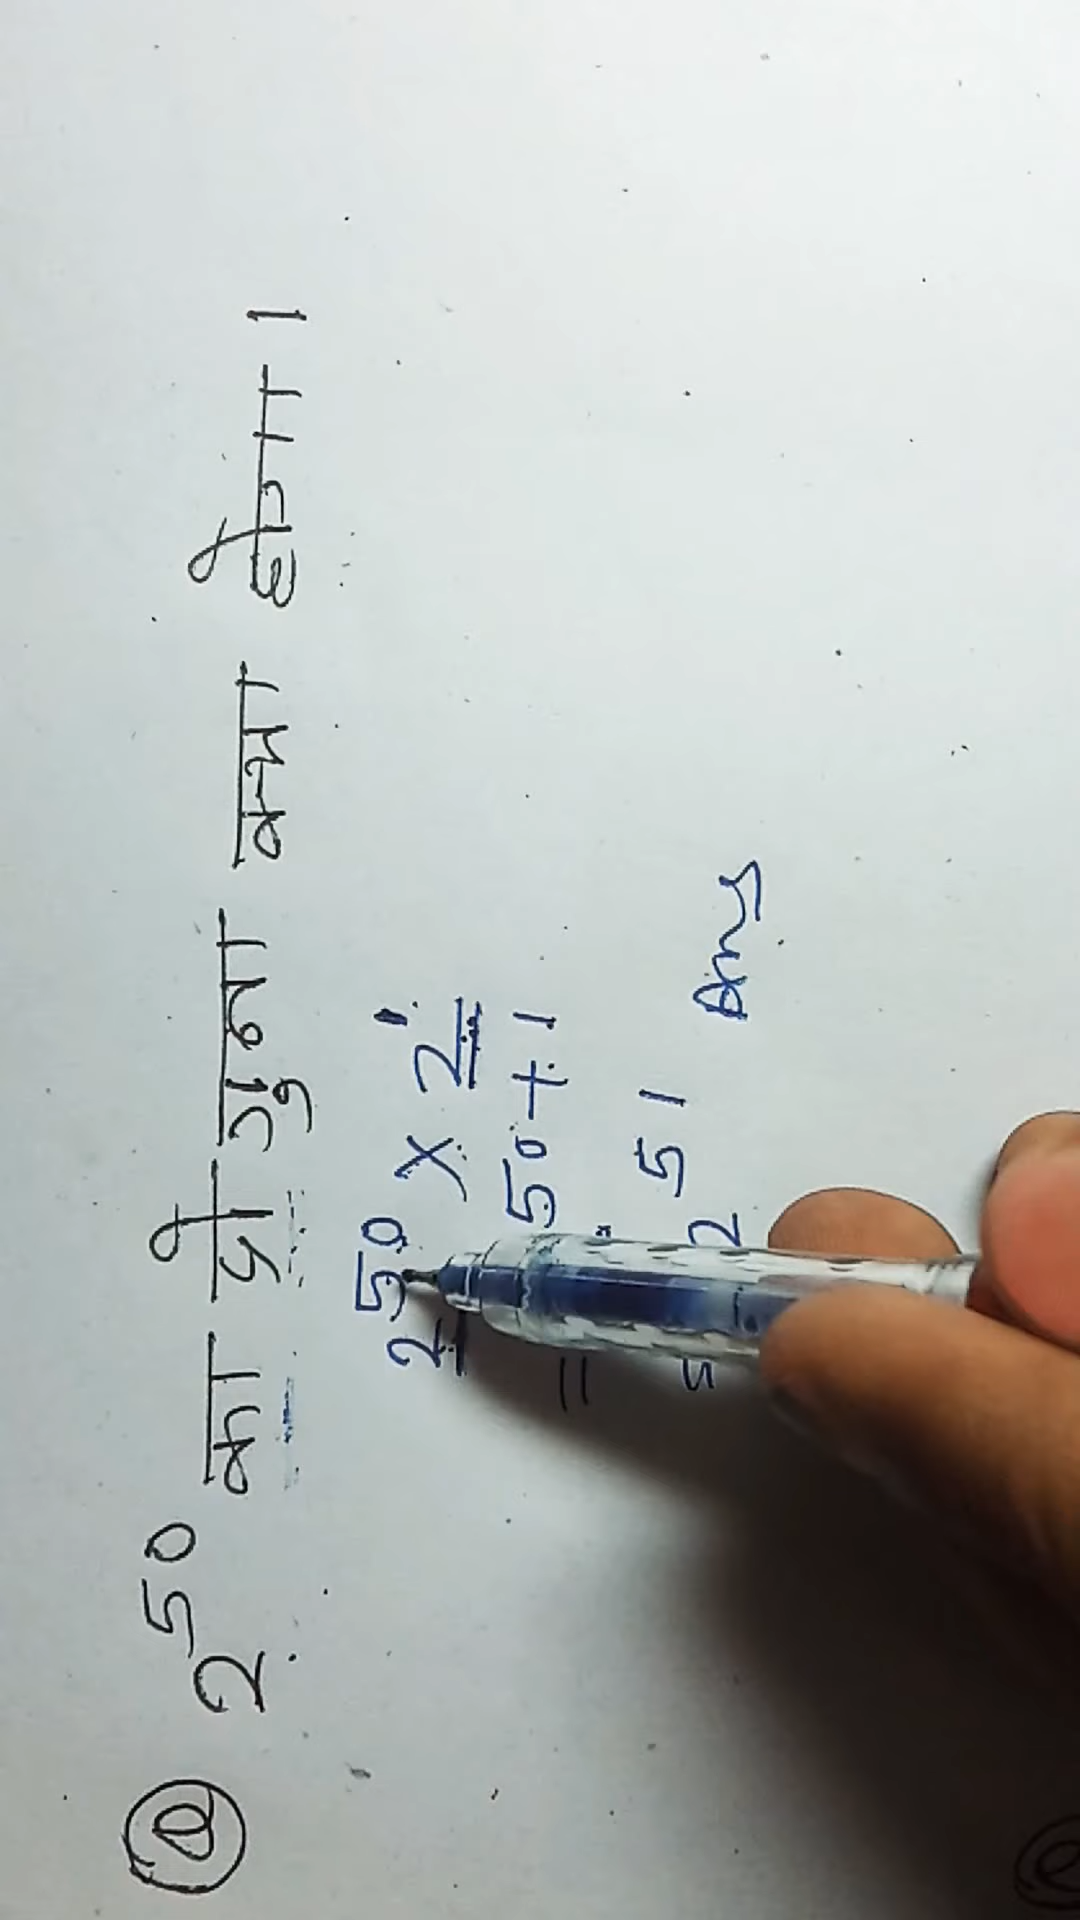 Q 2⁵⁰ का दो गुना क्या होगा ।
2⁵⁰ × 2¹
= 2⁵⁰⁺¹
= 2⁵¹ Ans